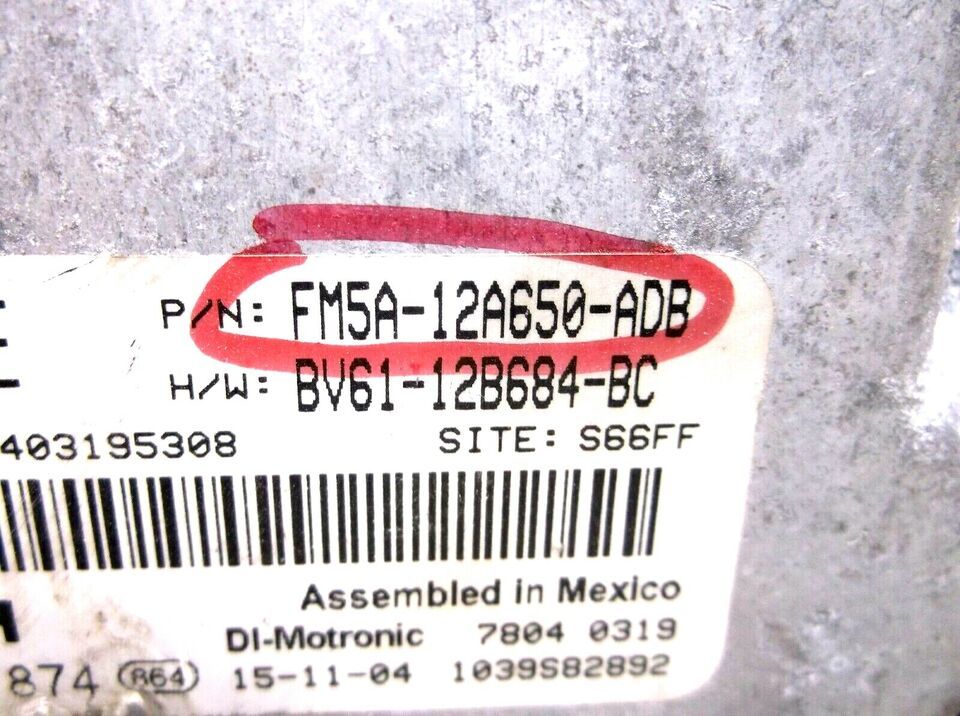 P/N: FM5A-12A650-ADB
H/W: BV61-12B684-BC
403195308 SITE: S66FF
Assembled in Mexico
DI-Motronic 7804 0319
874 864 15-11-04 1039S82892